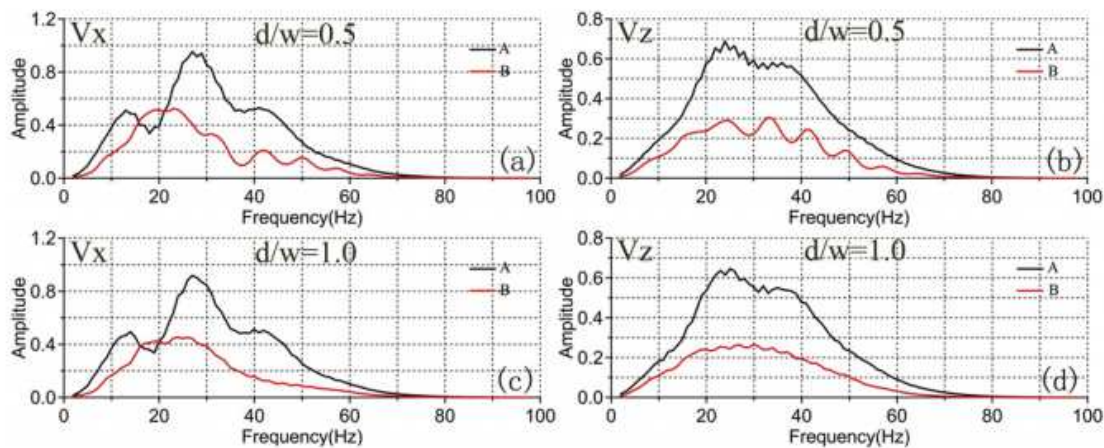 Vx d/w=0.5
Amplitude
1.2
0.8
0.4
0.0
A
B
(a)
0 20 40 60 80 100
Frequency(Hz)
Vz d/w=0.5
Amplitude
0.8
0.6
0.4
0.2
0.0
A
B
(b)
0 20 40 60 80 100
Frequency(Hz)
Vx d/w=1.0
Amplitude
1.2
0.8
0.4
0.0
A
B
(c)
0 20 40 60 80 100
Frequency(Hz)
Vz d/w=1.0
Amplitude
0.8
0.6
0.4
0.2
0.0
A
B
(d)
0 20 40 60 80 100
Frequency(Hz)